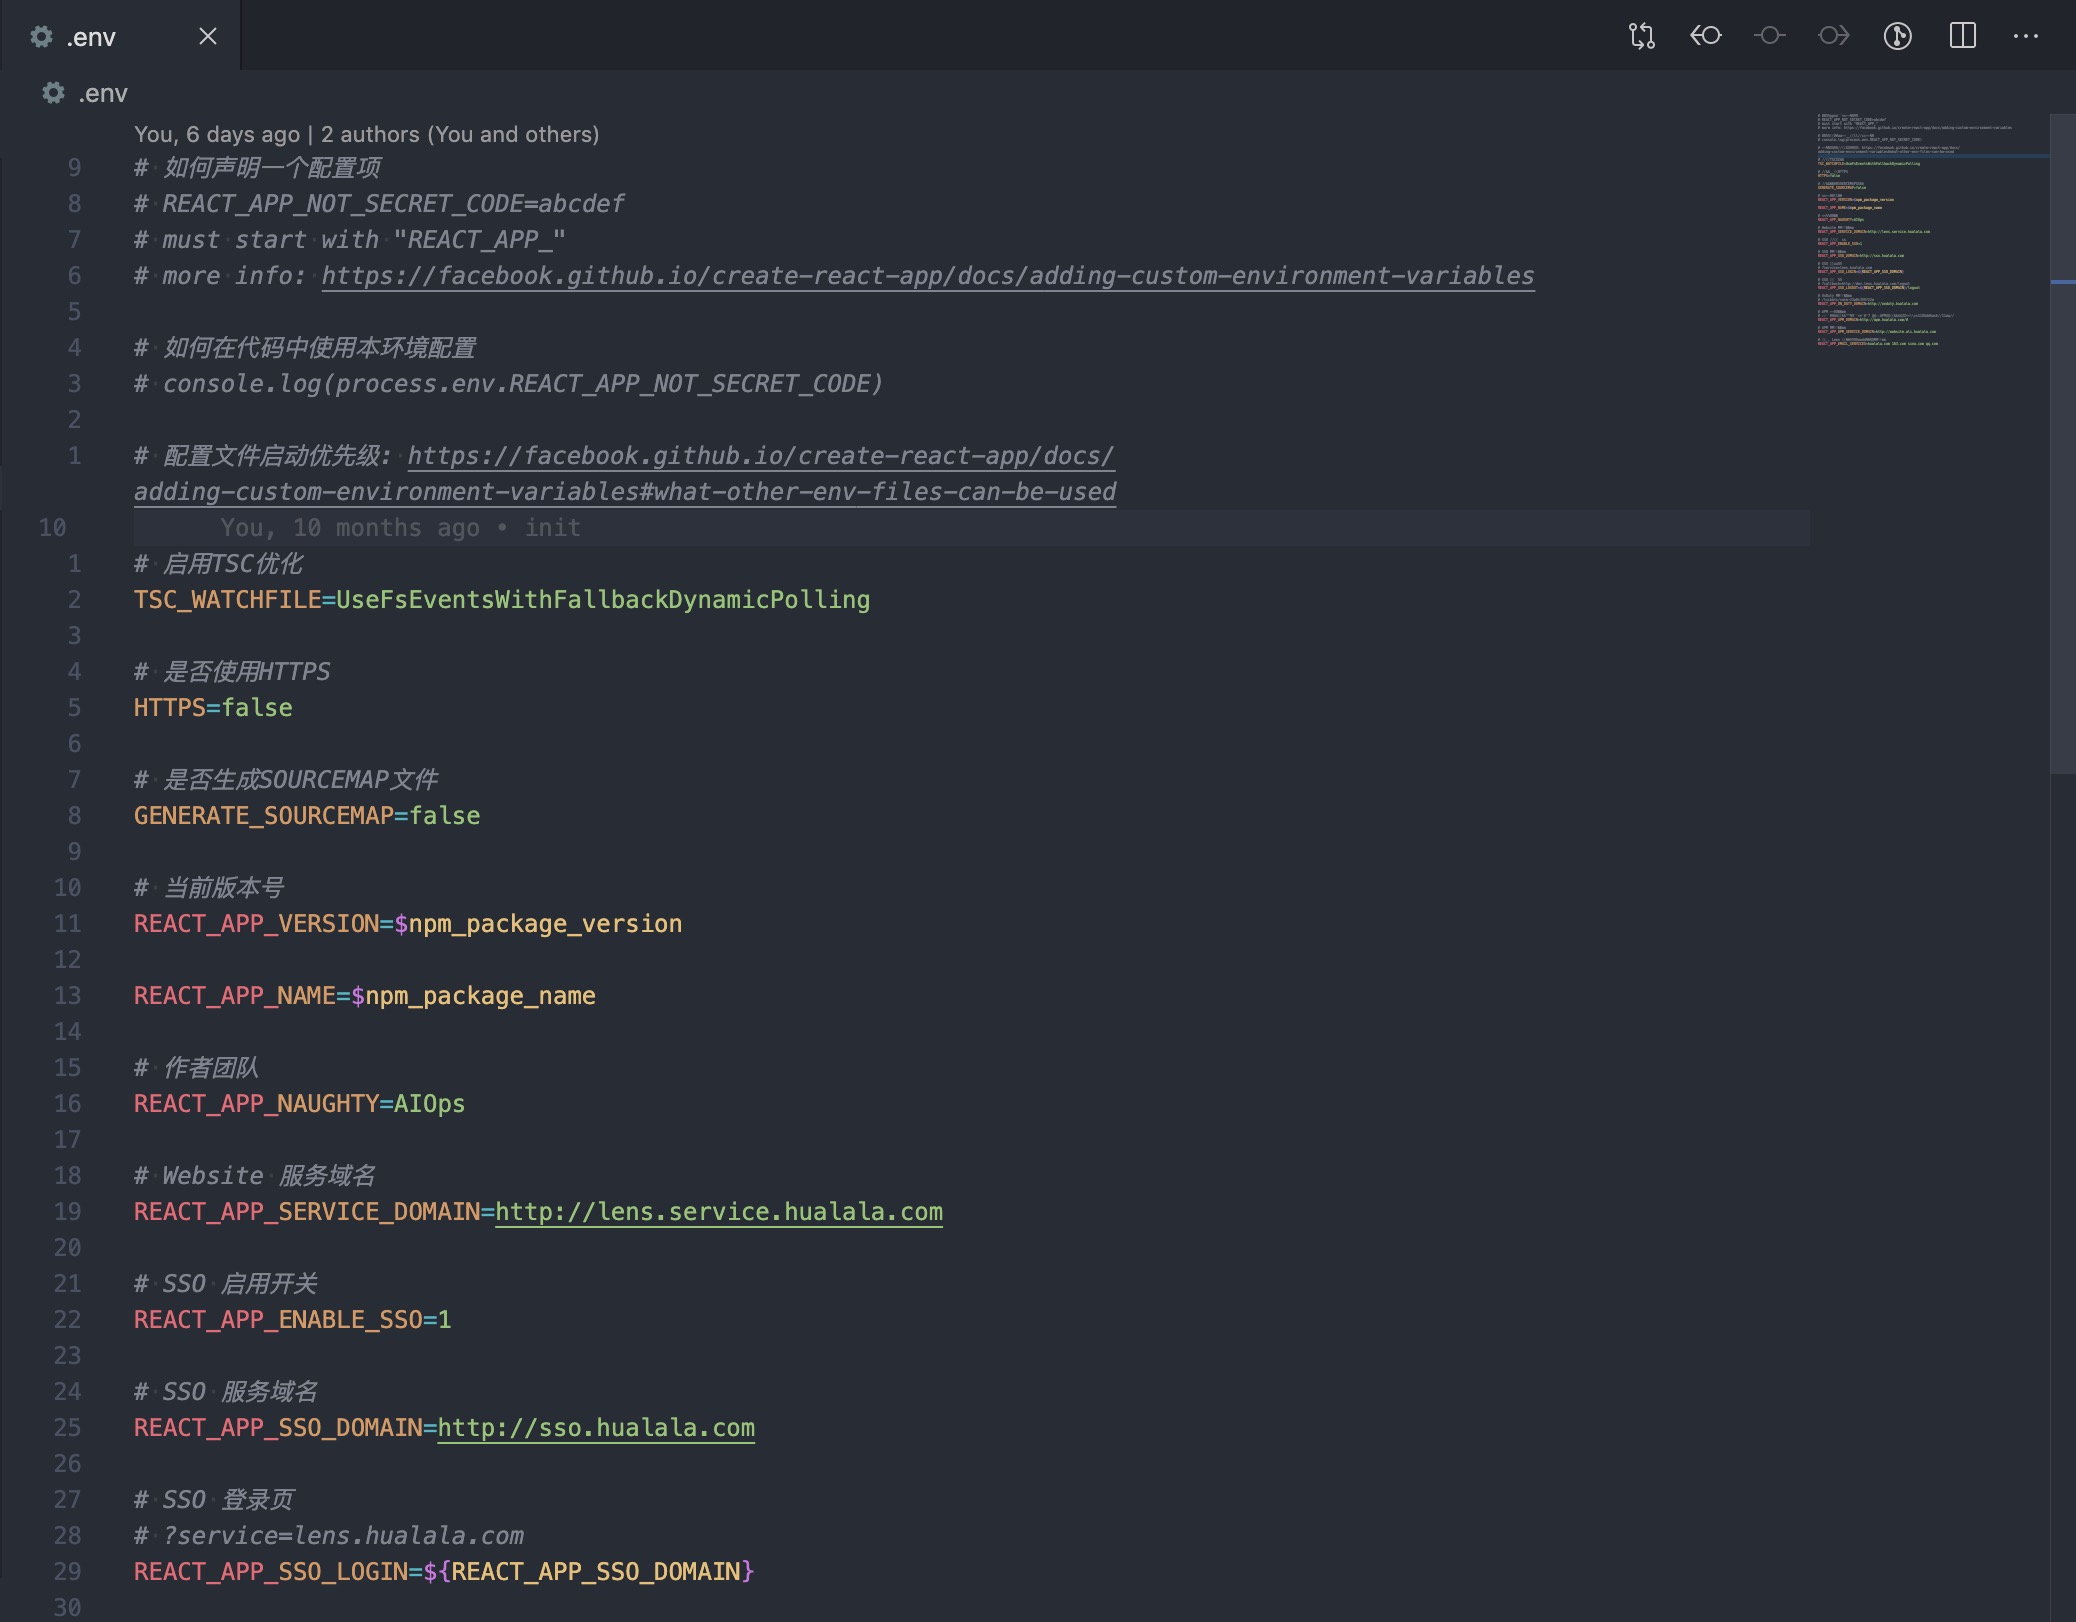 .env
.env
You, 6 days ago | 2 authors (You and others)
9 # 如何声明一个配置项
8 # REACT_APP_NOT_SECRET_CODE=abcdef
7 # must start with "REACT_APP_"
6 # more info: https://facebook.github.io/create-react-app/docs/adding-custom-environment-variables
5
4 # 如何在代码中使用本环境配置
3 # console.log(process.env.REACT_APP_NOT_SECRET_CODE)
2
1 # 配置文件启动优先级: https://facebook.github.io/create-react-app/docs/
adding-custom-environment-variables#what-other-env-files-can-be-used
10 You, 10 months ago • init
1 # 启用TSC优化
2 TSC_WATCHFILE=UseFsEventsWithFallbackDynamicPolling
3
4 # 是否使用HTTPS
5 HTTPS=false
6
7 # 是否生成SOURCEMAP文件
8 GENERATE_SOURCEMAP=false
9
10 # 当前版本号
11 REACT_APP_VERSION=$npm_package_version
12
13 REACT_APP_NAME=$npm_package_name
14
15 # 作者团队
16 REACT_APP_NAUGHTY=AIOps
17
18 # Website 服务域名
19 REACT_APP_SERVICE_DOMAIN=http://lens.service.hualala.com
20
21 # SSO 启用开关
22 REACT_APP_ENABLE_SSO=1
23
24 # SSO 服务域名
25 REACT_APP_SSO_DOMAIN=http://sso.hualala.com
26
27 # SSO 登录页
28 # ?service=lens.hualala.com
29 REACT_APP_SSO_LOGIN=${REACT_APP_SSO_DOMAIN}
30